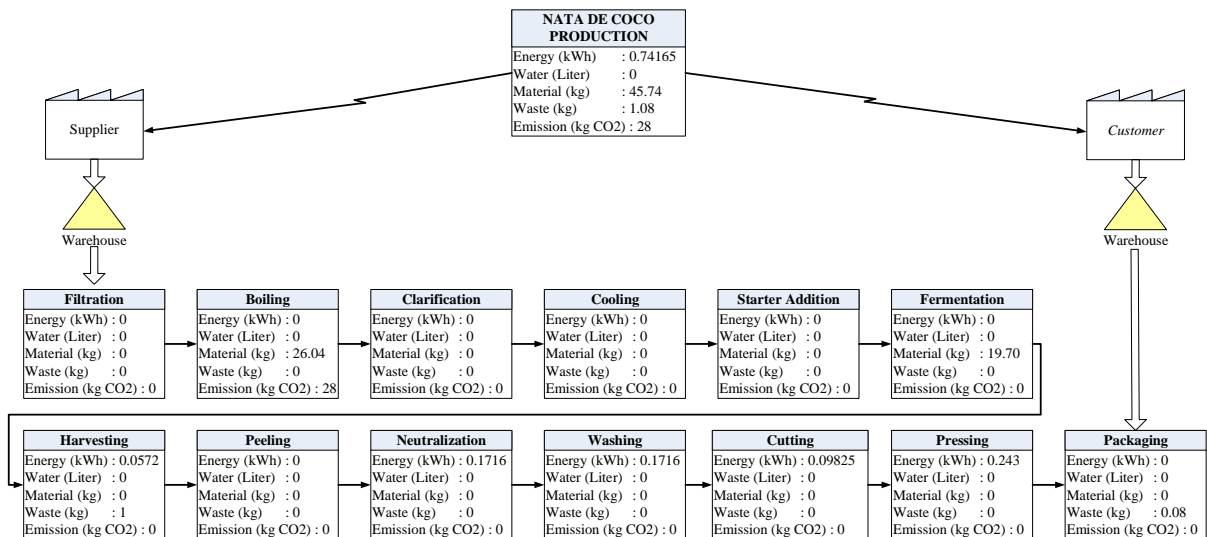 NATA DE COCO
PRODUCTION
Energy (kWh) : 0.74165
Water (Liter) : 0
Material (kg) : 45.74
Waste (kg) : 1.08
Emission (kg CO2) : 28
Supplier
Customer
Warehouse
Warehouse
Filtration
Energy (kWh) : 0
Water (Liter) : 0
Material (kg) : 0
Waste (kg) : 0
Emission (kg CO2) : 0
Boiling
Energy (kWh) : 0
Water (Liter) : 0
Material (kg) : 26.04
Waste (kg) : 0
Emission (kg CO2) : 28
Clarification
Energy (kWh) : 0
Water (Liter) : 0
Material (kg) : 0
Waste (kg) : 0
Emission (kg CO2) : 0
Cooling
Energy (kWh) : 0
Water (Liter) : 0
Material (kg) : 0
Waste (kg) : 0
Emission (kg CO2) : 0
Starter Addition
Energy (kWh) : 0
Water (Liter) : 0
Material (kg) : 0
Waste (kg) : 0
Emission (kg CO2) : 0
Fermentation
Energy (kWh) : 0
Water (Liter) : 0
Material (kg) : 19.70
Waste (kg) : 0
Emission (kg CO2) : 0
Harvesting
Energy (kWh) : 0.0572
Water (Liter) : 0
Material (kg) : 0
Waste (kg) : 1
Emission (kg CO2) : 0
Peeling
Energy (kWh) : 0
Water (Liter) : 0
Material (kg) : 0
Waste (kg) : 0
Emission (kg CO2) : 0
Neutralization
Energy (kWh) : 0.1716
Water (Liter) : 0
Material (kg) : 0
Waste (kg) : 0
Emission (kg CO2) : 0
Washing
Energy (kWh) : 0.1716
Water (Liter) : 0
Material (kg) : 0
Waste (kg) : 0
Emission (kg CO2) : 0
Cutting
Energy (kWh) : 0.09825
Waste (Liter) : 0
Material (kg) : 0
Waste (kg) : 0
Emission (kg CO2) : 0
Pressing
Energy (kWh) : 0.243
Water (Liter) : 0
Material (kg) : 0
Waste (kg) : 0
Emission (kg CO2) : 0
Packaging
Energy (kWh) : 0
Water (Liter) : 0
Material (kg) : 0
Waste (kg) : 0.08
Emission (kg CO2) : 0